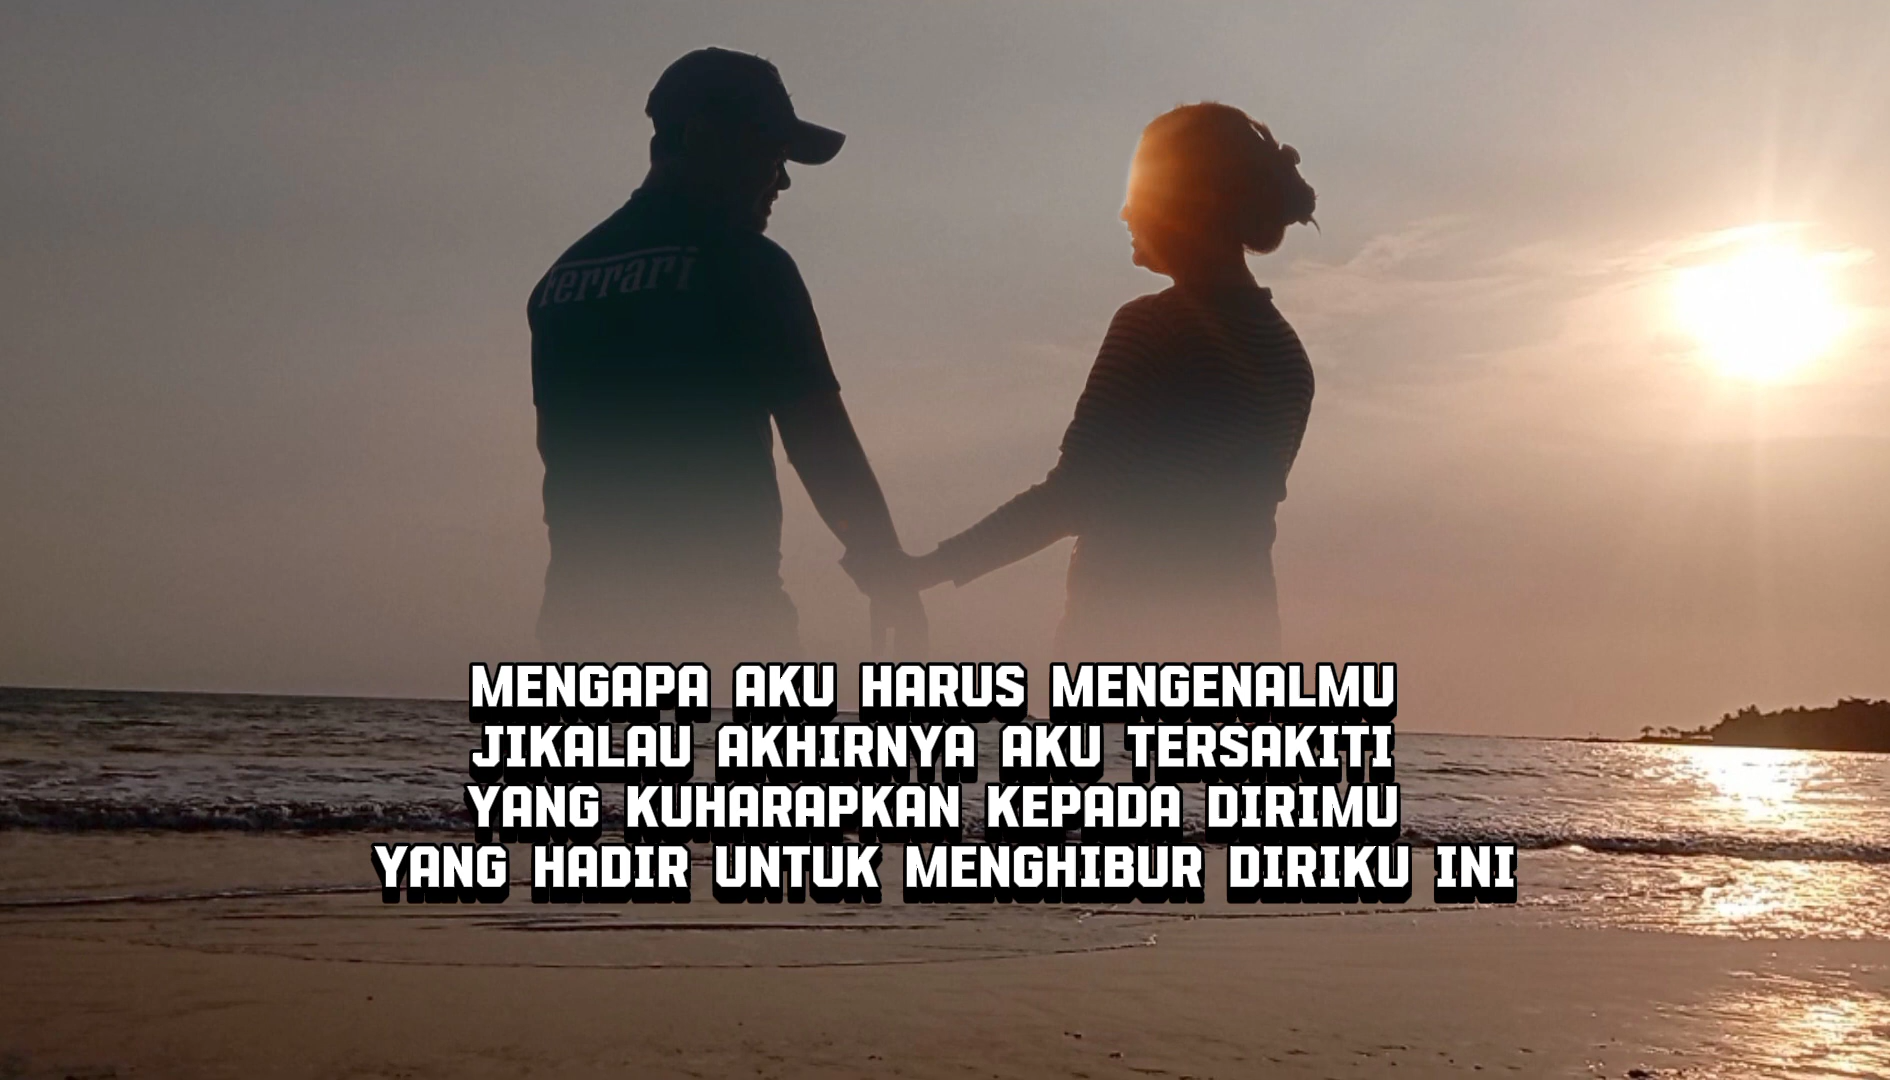 Ferrari
MENGAPA AKU HARUS MENGENALMU
JIKALAU AKHIRNYA AKU TERSAKITI
YANG KUHARAPKAN KEPADA DIRIMU
YANG HADIR UNTUK MENGHIBUR DIRIKU INI